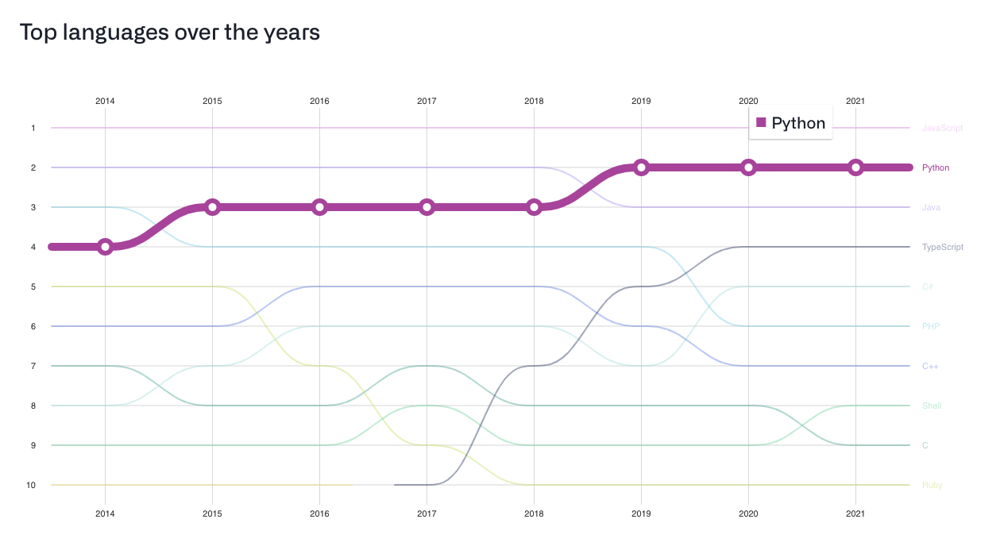 Top languages over the years
2014 2015 2016 2017 2018 2019 2020 2021
Python
1 JavaScript
2 Python
3 Java
4 TypeScript
5 C#
6 PHP
7 C++
8 Shell
9 C
10 Ruby
2014 2015 2016 2017 2018 2019 2020 2021